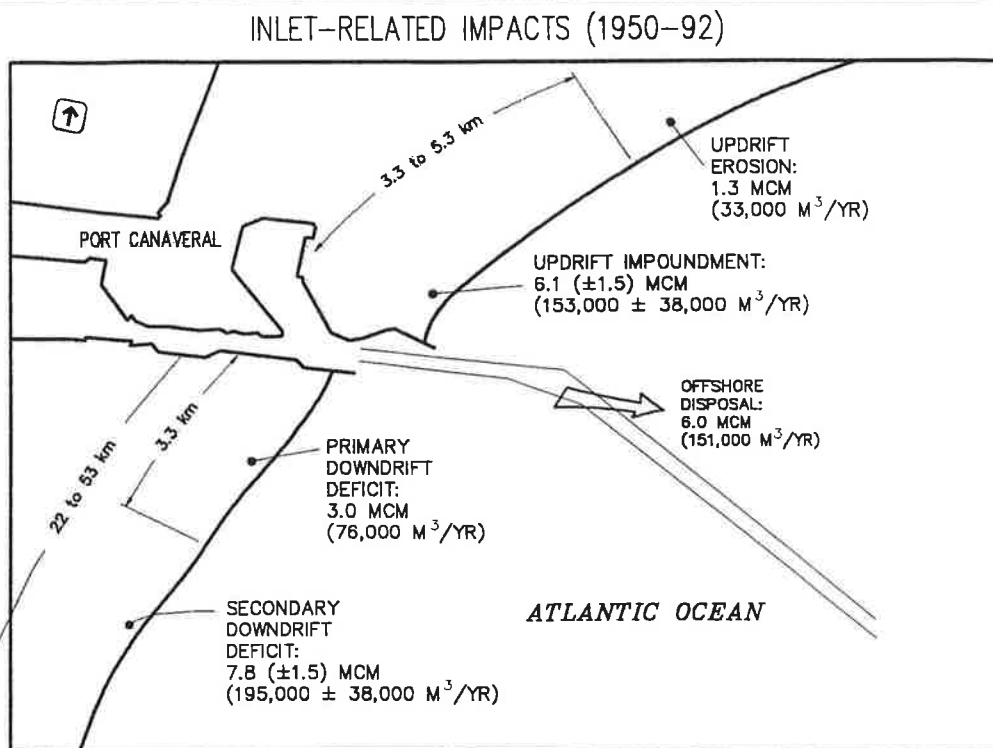 INLET-RELATED IMPACTS (1950-92)
3.3 to 5.3 km
UPDRIFT
EROSION:
1.3 MCM
(33,000 M³/YR)
PORT CANAVERAL
UPDRIFT IMPOUNDMENT:
6.1 (±1.5) MCM
(153,000 ± 38,000 M³/YR)
OFFSHORE
DISPOSAL:
6.0 MCM
(151,000 M³/YR)
3.3 km
22 to 53 km
PRIMARY
DOWNDRIFT
DEFICIT:
3.0 MCM
(76,000 M³/YR)
SECONDARY
DOWNDRIFT
DEFICIT:
7.8 (±1.5) MCM
(195,000 ± 38,000 M³/YR)
ATLANTIC OCEAN